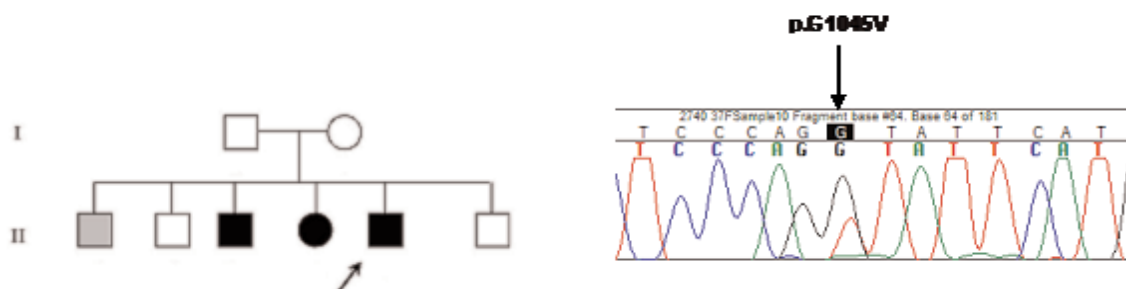 p.G1045V
2740 37FSample10 Fragment base #64. Base 64 of 181
T C C C A G G T A T T C A T
T C C C A G G T A T T C A T
I
II